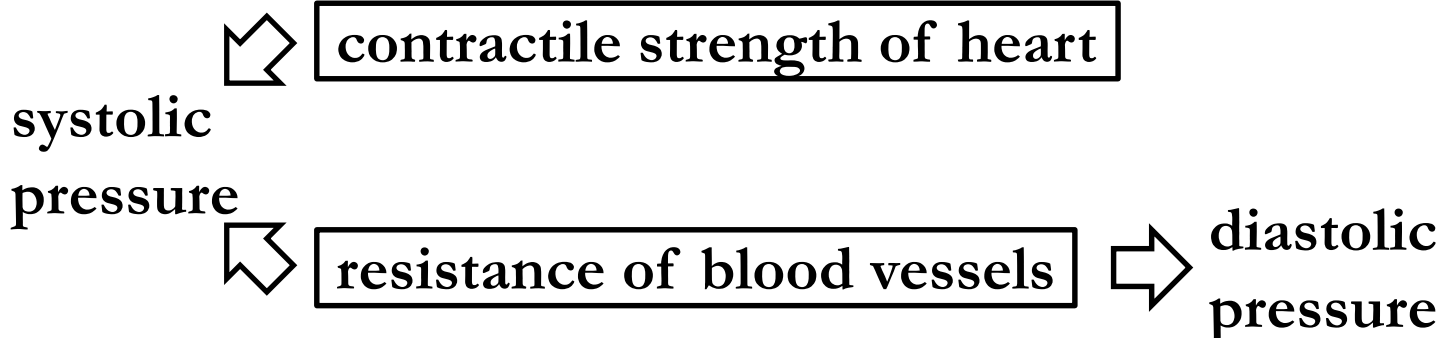 contractile strength of heart
systolic
pressure
resistance of blood vessels
diastolic
pressure